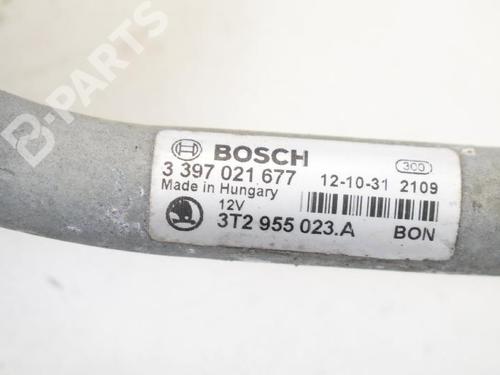 B-PARTS
BOSCH
300
3 397 021 677
12-10-31 2109
Made in Hungary
12V
3T2 955 023.A
BON